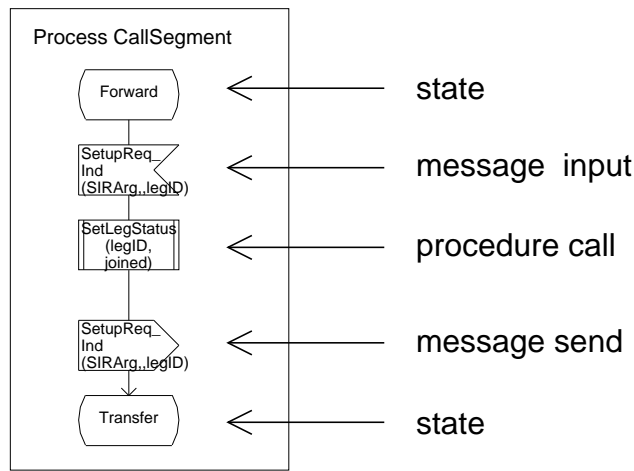 Process CallSegment
Forward
state
SetupReq_
Ind
(SIRArg,,legID)
message input
SetLegStatus
(legID,
joined)
procedure call
SetupReq_
Ind
(SIRArg,,legID)
message send
Transfer
state